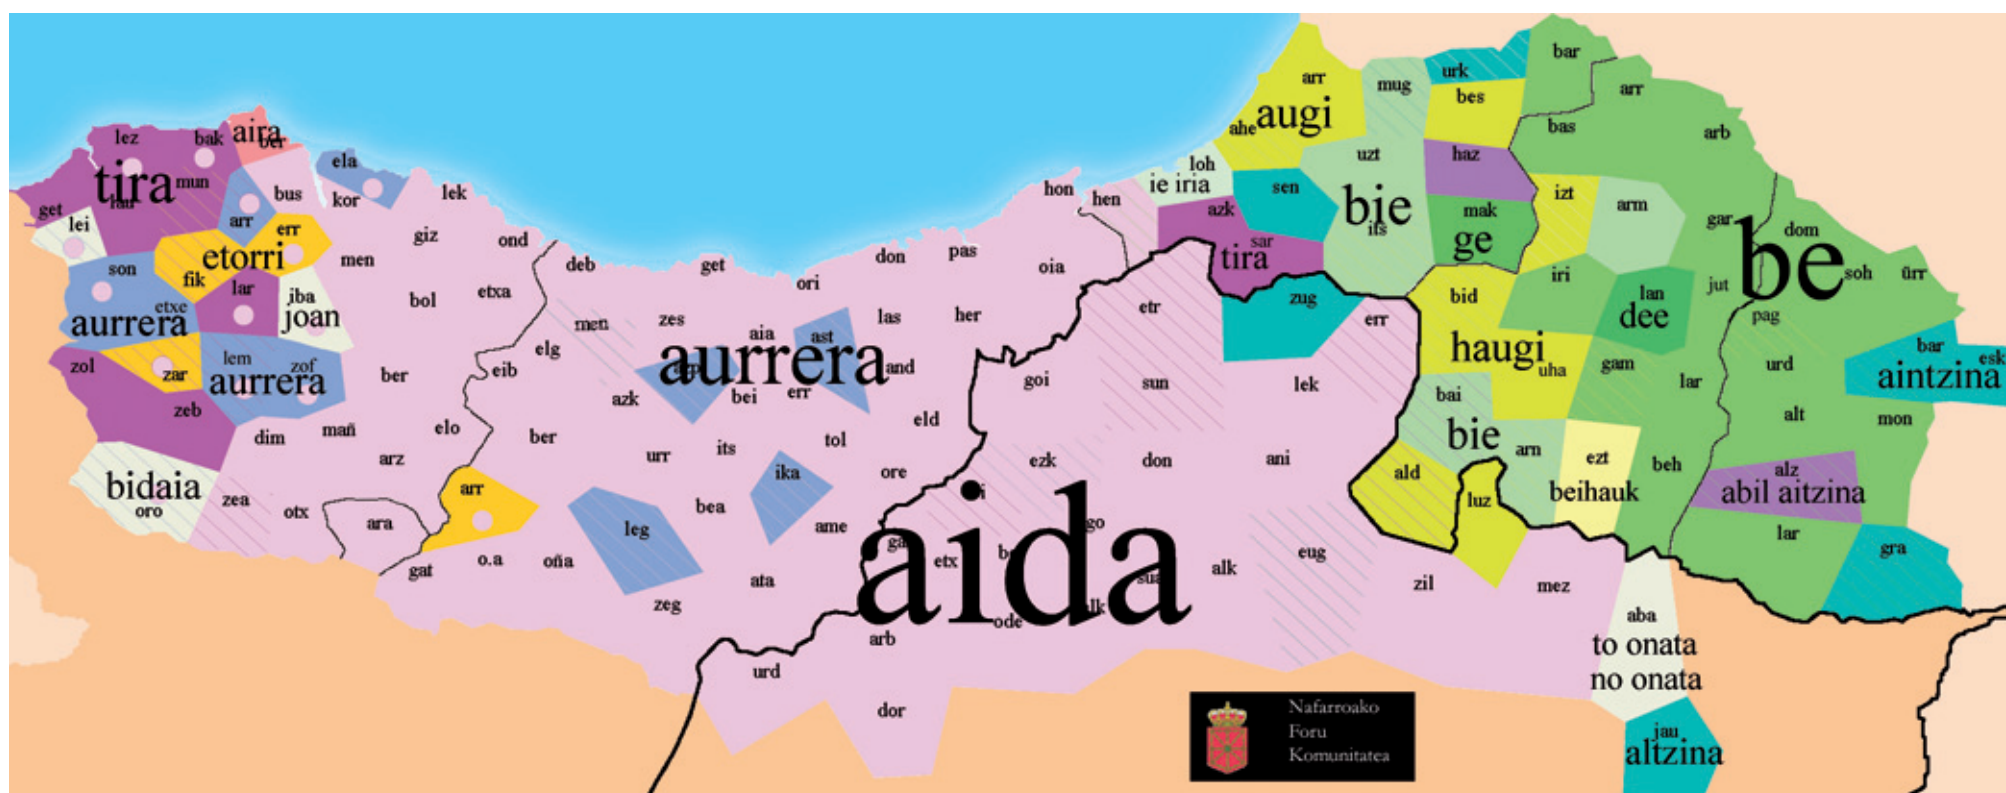 bar
arr
mug
urk
arr
bes
lez
bak
aira
ber
augi
ahe
bas
arb
tira
mun
ela
uzt
haz
loh
ie iria
get
lei
arr
bus
kor
lek
hon
hen
sen
bie
izt
arm
azk
mak
its
ge
gar
be
dom
err
giz
ond
etorri
men
deb
get
don
pas
oia
sar
tira
soh
ürr
son
fik
lar
iba
joan
etxe
aurrera
bol
etxa
ori
zug
bid
iri
lan
dee
jut
pag
men
zes
aia
ast
las
her
etr
err
haugi
uha
gam
urd
bar
esk
aintzina
elg
aurrera
and
zol
zar
lem
zof
aurrera
ber
eib
azk
bei
err
goi
sun
lek
bai
lar
zeb
dim
mañ
elo
ber
its
tol
eld
bie
alt
mon
arz
urr
ika
ore
ezk
don
ani
ald
arn
ezt
beihauk
beh
alz
abil aitzina
bidaia
oro
zea
otx
ara
arr
leg
bea
ame
luz
aida
go
eug
lar
gra
gat
o.a
oña
ata
etx
alk
zil
mez
zeg
ode
arb
aba
to onata
no onata
urd
dor
Nafarroako
Foru
Komunitatea
jau
altzina